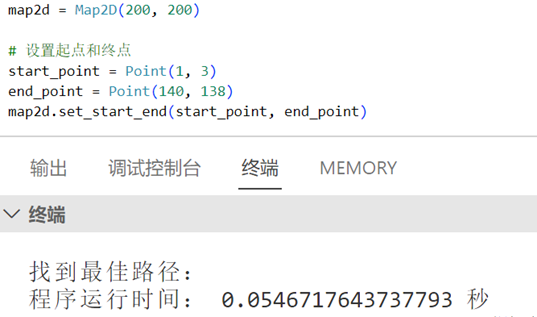 map2d = Map2D(200, 200)
# 设置起点和终点
start_point = Point(1, 3)
end_point = Point(140, 138)
map2d.set_start_end(start_point, end_point)
输出 调试控制台 终端 MEMORY
终端
找到最佳路径：
程序运行时间： 0.0546717643737793 秒